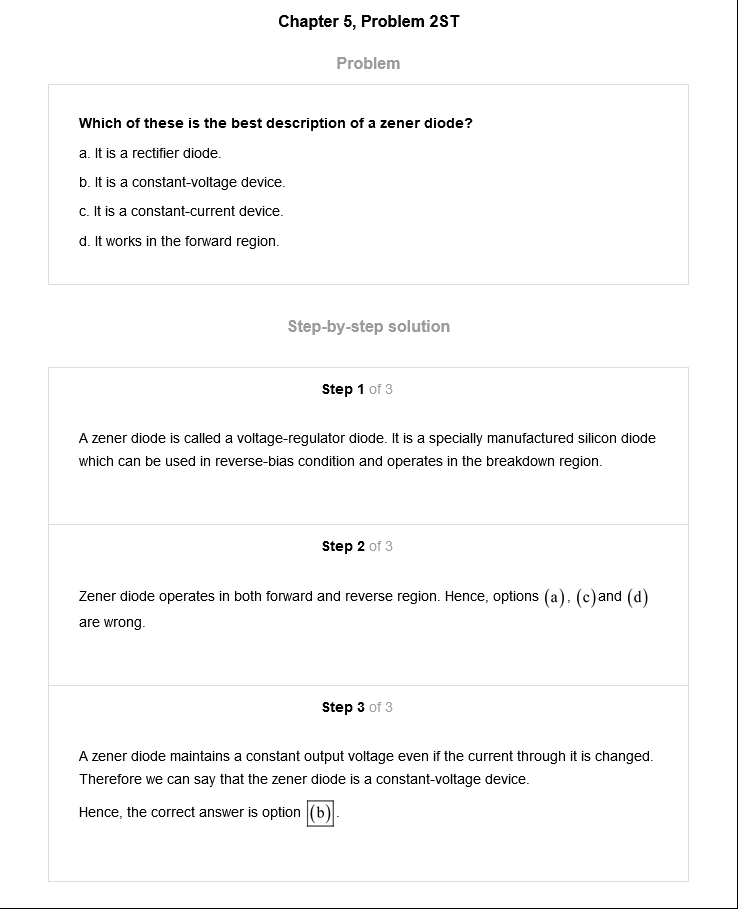 Chapter 5, Problem 2ST
Problem
Which of these is the best description of a zener diode?
a. It is a rectifier diode.
b. It is a constant-voltage device.
c. It is a constant-current device.
d. It works in the forward region.
Step-by-step solution
Step 1 of 3
A zener diode is called a voltage-regulator diode. It is a specially manufactured silicon diode
which can be used in reverse-bias condition and operates in the breakdown region.
Step 2 of 3
Zener diode operates in both forward and reverse region. Hence, options (a), (c)and (d)
are wrong.
Step 3 of 3
A zener diode maintains a constant output voltage even if the current through it is changed.
Therefore we can say that the zener diode is a constant-voltage device.
Hence, the correct answer is option (b).